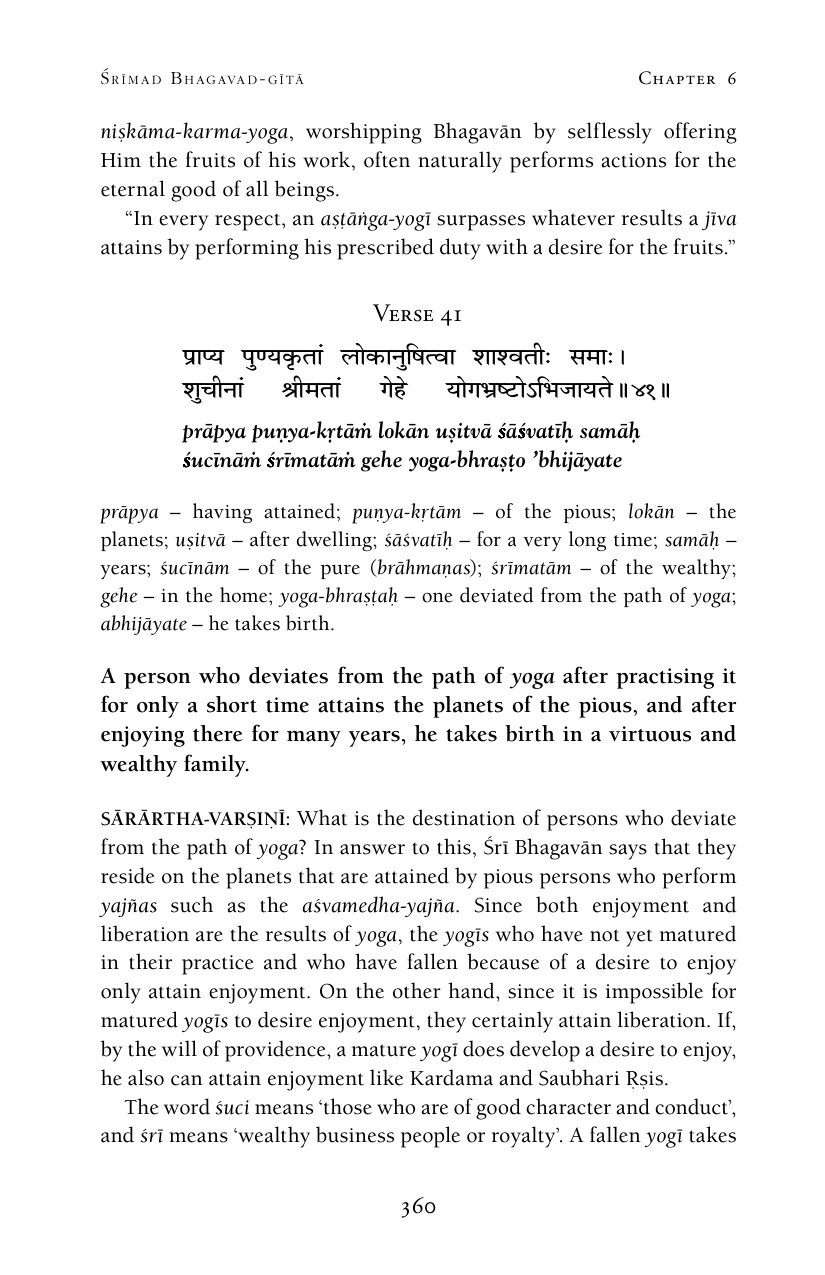 Śrīmad Bhagavad-gītā Chapter 6
niṣkāma-karma-yoga, worshipping Bhagavān by selflessly offering
Him the fruits of his work, often naturally performs actions for the
eternal good of all beings.
“In every respect, an aṣṭāṅga-yogī surpasses whatever results a jīva
attains by performing his prescribed duty with a desire for the fruits.”
Verse 41
प्राप्य पुण्यकृतां लोकानुषित्वा शाश्वतीः समाः।
शुचीनां श्रीमतां गेहे योगभ्रष्टोऽभिजायते॥४१॥
prāpya puṇya-kṛtāṁ lokān uṣitvā śāśvatīḥ samāḥ
śucīnāṁ śrīmatāṁ gehe yoga-bhraṣṭo ’bhijāyate
prāpya – having attained; puṇya-kṛtām – of the pious; lokān – the
planets; uṣitvā – after dwelling; śāśvatīḥ – for a very long time; samāḥ –
years; śucīnām – of the pure (brāhmaṇas); śrīmatām – of the wealthy;
gehe – in the home; yoga-bhraṣṭaḥ – one deviated from the path of yoga;
abhijāyate – he takes birth.
A person who deviates from the path of yoga after practising it
for only a short time attains the planets of the pious, and after
enjoying there for many years, he takes birth in a virtuous and
wealthy family.
SĀRĀRTHA-VARṢIṆĪ: What is the destination of persons who deviate
from the path of yoga? In answer to this, Śrī Bhagavān says that they
reside on the planets that are attained by pious persons who perform
yajñas such as the aśvamedha-yajña. Since both enjoyment and
liberation are the results of yoga, the yogīs who have not yet matured
in their practice and who have fallen because of a desire to enjoy
only attain enjoyment. On the other hand, since it is impossible for
matured yogīs to desire enjoyment, they certainly attain liberation. If,
by the will of providence, a mature yogī does develop a desire to enjoy,
he also can attain enjoyment like Kardama and Saubhari Ṛṣis.
The word śuci means ‘those who are of good character and conduct’,
and śrī means ‘wealthy business people or royalty’. A fallen yogī takes
360